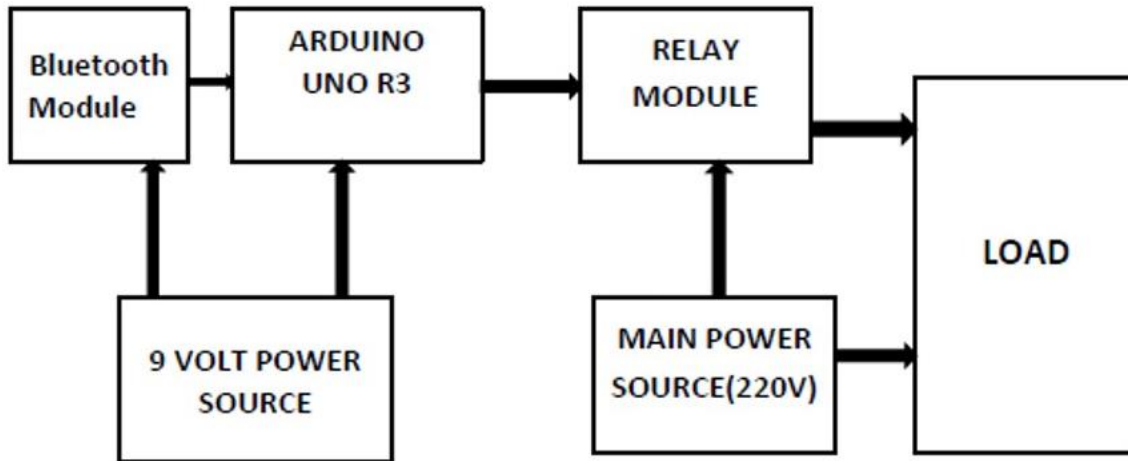 Bluetooth
Module
ARDUINO
UNO R3
RELAY
MODULE
LOAD
9 VOLT POWER
SOURCE
MAIN POWER
SOURCE(220V)